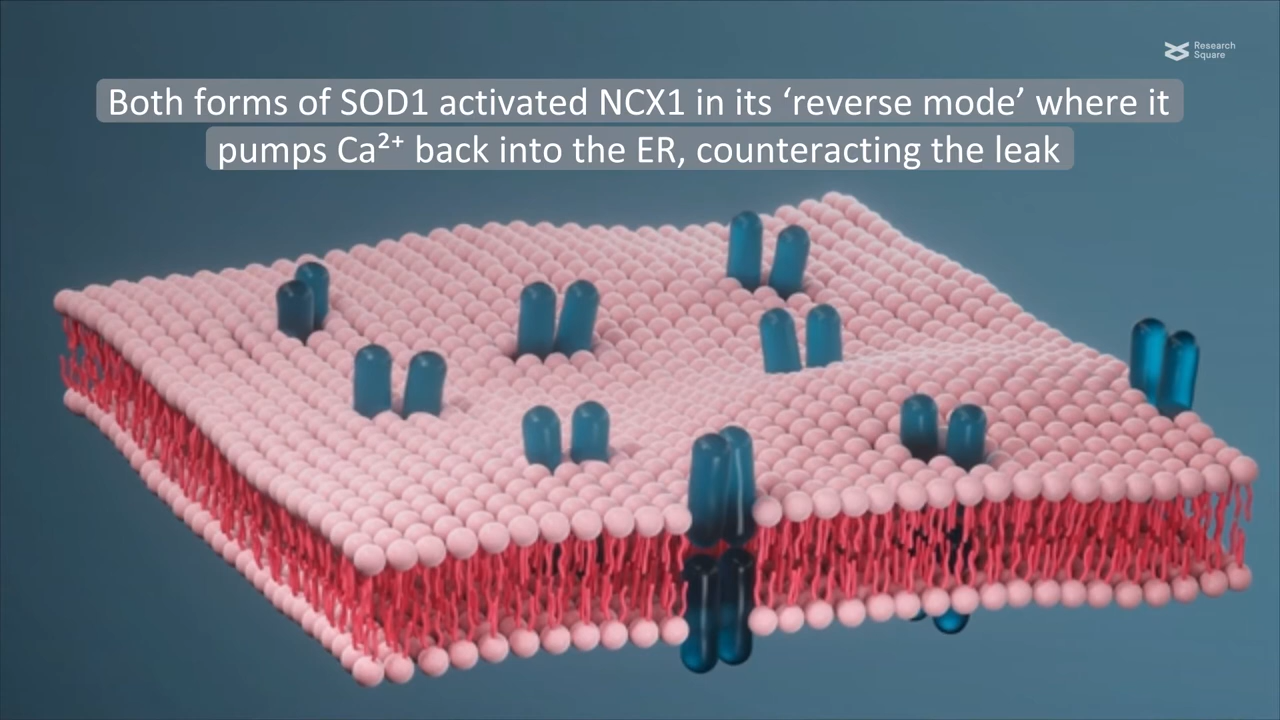 Research
Square
Both forms of SOD1 activated NCX1 in its ‘reverse mode’ where it
pumps Ca²⁺ back into the ER, counteracting the leak